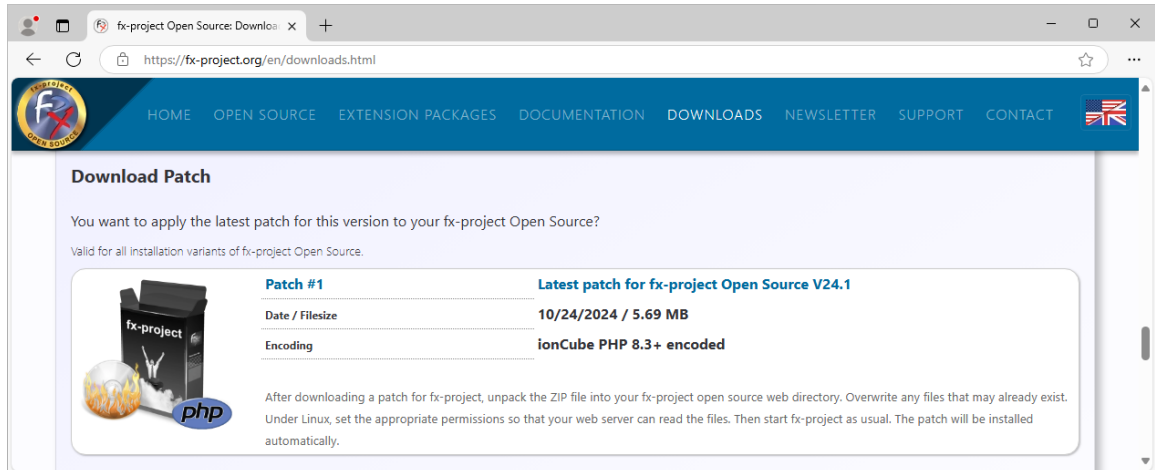 fx-project Open Source: Downloa
https://fx-project.org/en/downloads.html
fx-project
OPEN SOURCE
HOME OPEN SOURCE EXTENSION PACKAGES DOCUMENTATION DOWNLOADS NEWSLETTER SUPPORT CONTACT
Download Patch
You want to apply the latest patch for this version to your fx-project Open Source?
Valid for all installation variants of fx-project Open Source.
Patch #1 Latest patch for fx-project Open Source V24.1
Date / Filesize 10/24/2024 / 5.69 MB
Encoding ionCube PHP 8.3+ encoded
fx-project
php
After downloading a patch for fx-project, unpack the ZIP file into your fx-project open source web directory. Overwrite any files that may already exist.
Under Linux, set the appropriate permissions so that your web server can read the files. Then start fx-project as usual. The patch will be installed
automatically.